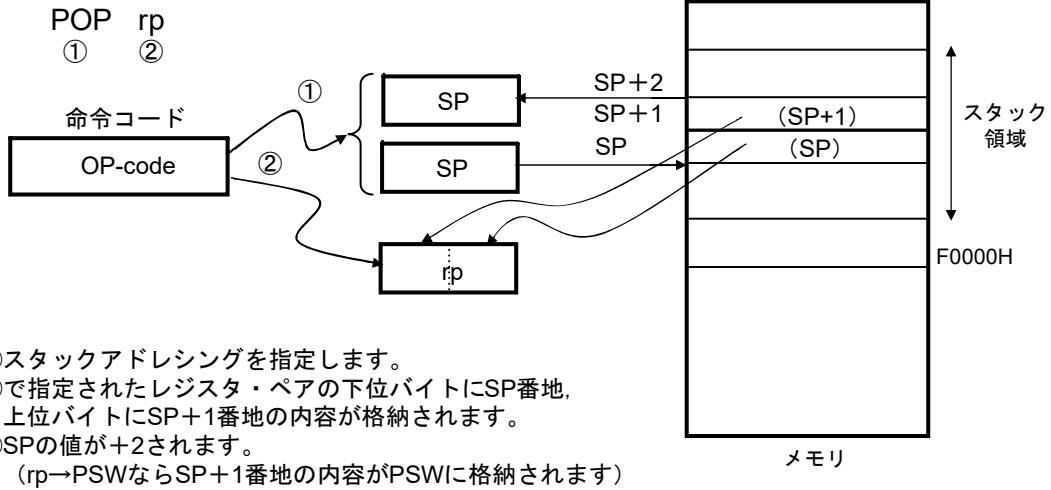 POP rp
① ②
命令コード
OP-code
①
②
SP
SP
rp
SP＋2
SP＋1
SP
（SP+1）
（SP）
スタック
領域
F0000H
メモリ
スタックアドレシングを指定します。
で指定されたレジスタ・ペアの下位バイトにSP番地,
上位バイトにSP＋1番地の内容が格納されます。
SPの値が＋2されます。
（rp→PSWならSP＋1番地の内容がPSWに格納されます）